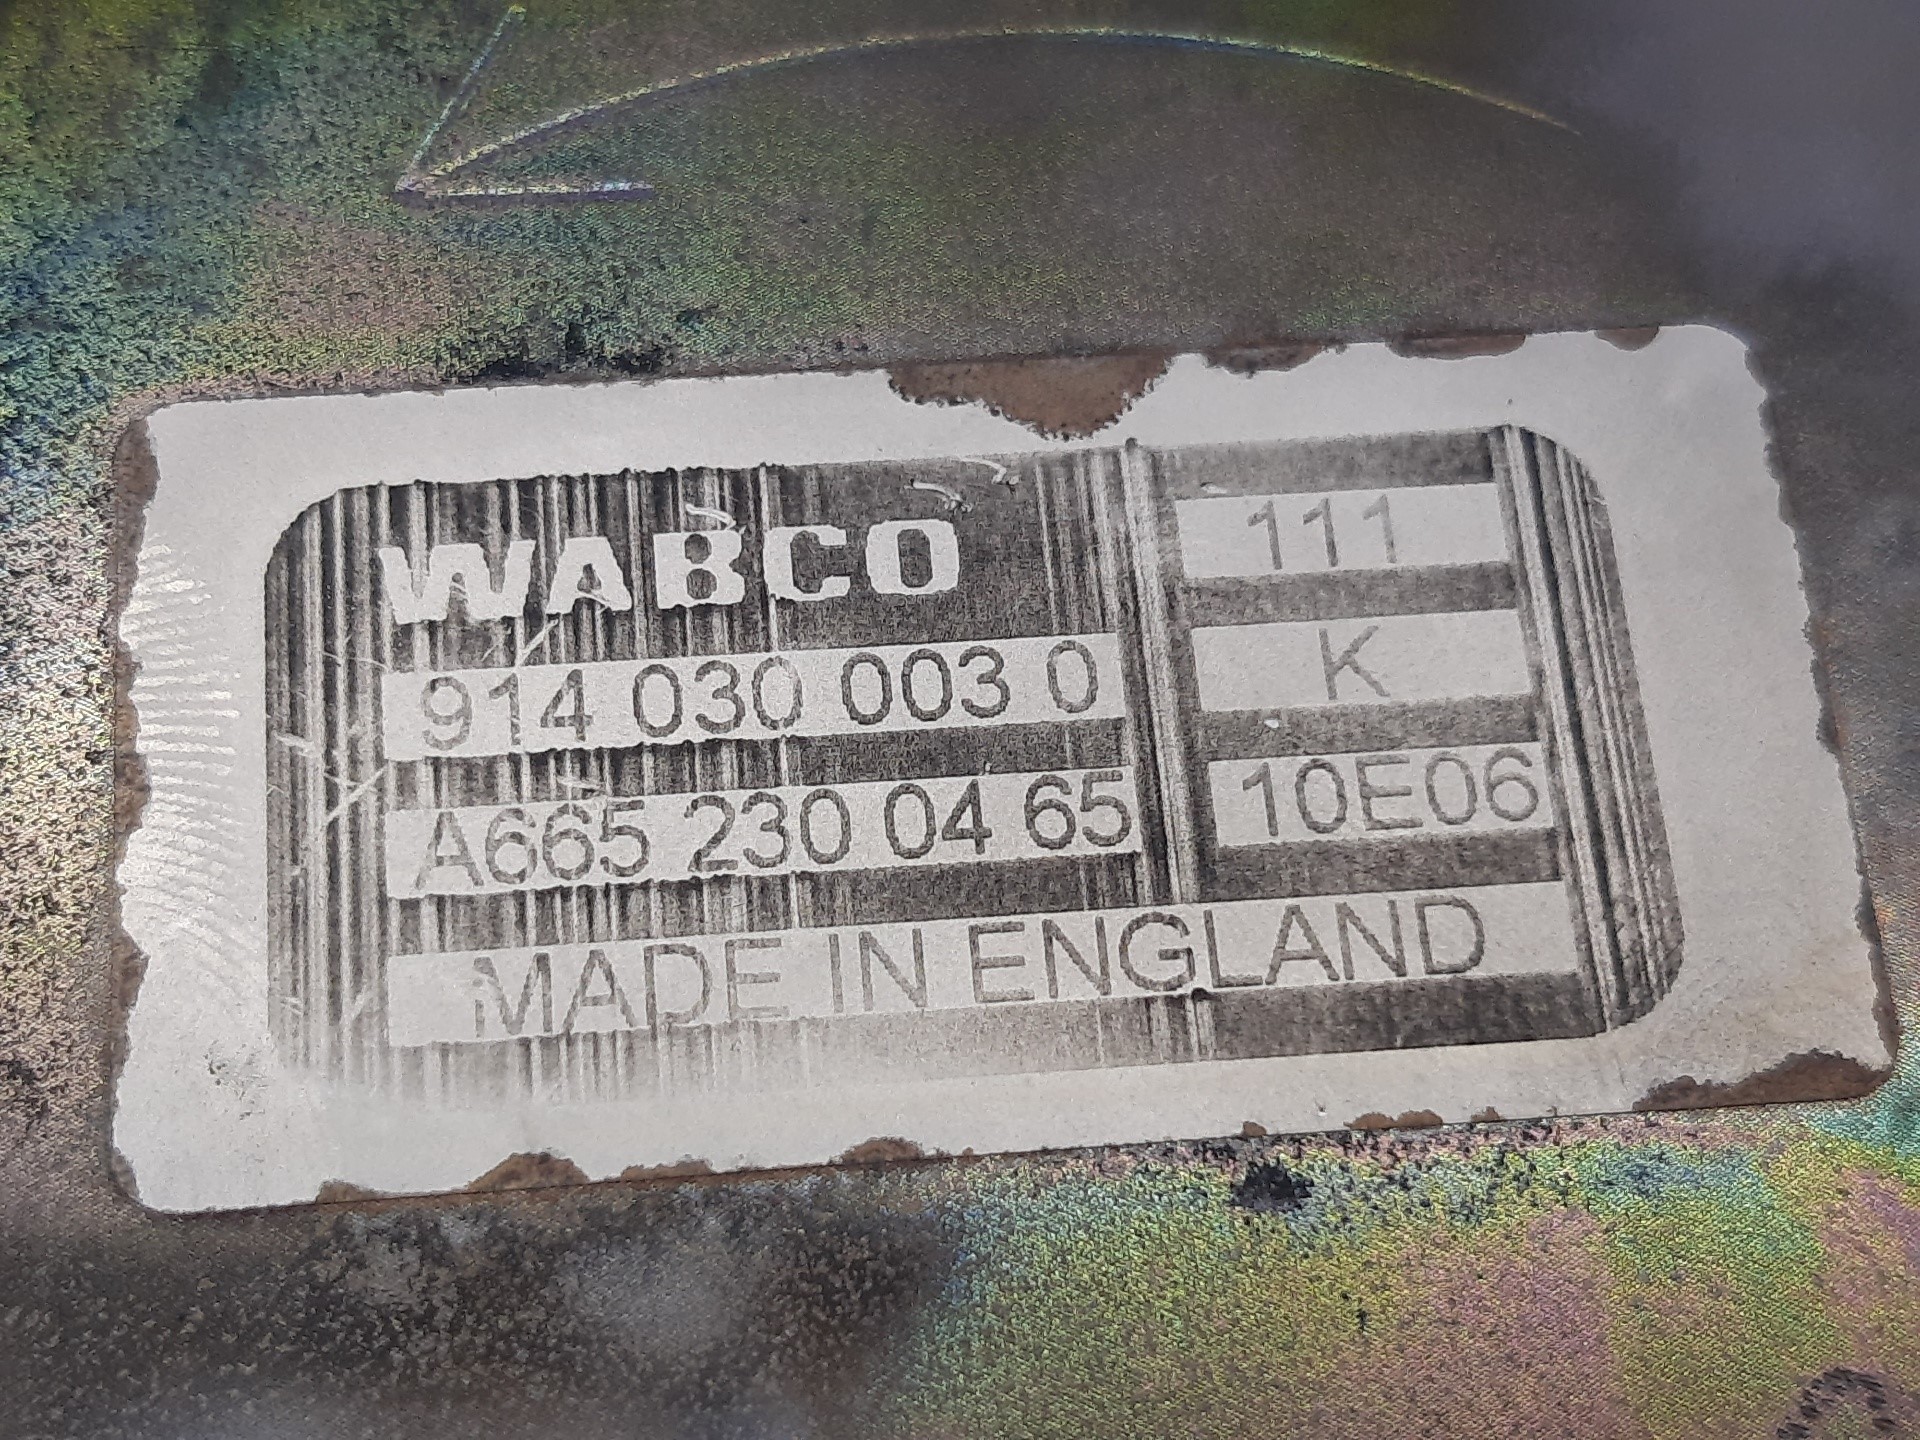 WABCO
111
914 030 003 0
K
A665 230 04 65
10E06
MADE IN ENGLAND